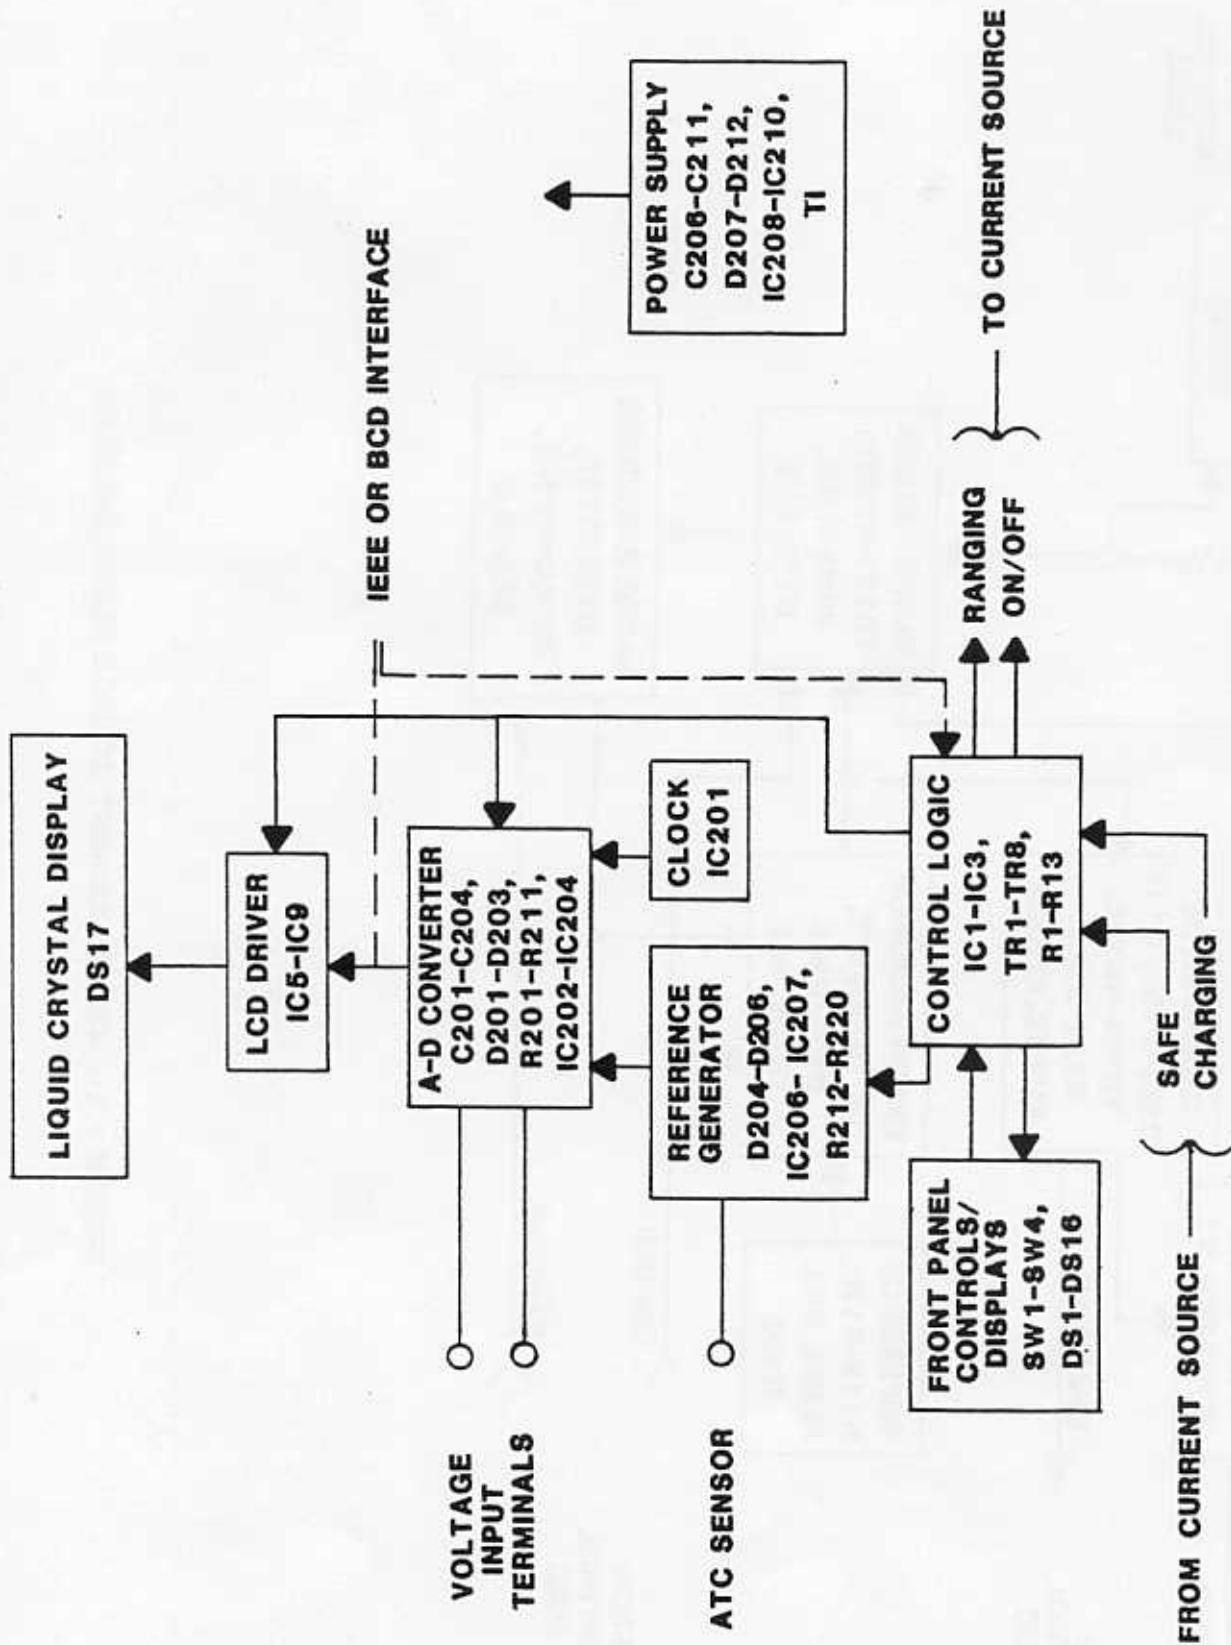 LIQUID CRYSTAL DISPLAY
DS17
LCD DRIVER
IC5-IC9
IEEE OR BCD INTERFACE
VOLTAGE
INPUT
TERMINALS
A-D CONVERTER
C201-C204,
D201-D203,
R201-R211,
IC202-IC204
POWER SUPPLY
C206-C211,
D207-D212,
IC208-IC210,
TI
ATC SENSOR
REFERENCE
GENERATOR
D204-D206,
IC206-IC207,
R212-R220
CLOCK
IC201
FRONT PANEL
CONTROLS/
DISPLAYS
SW1-SW4,
DS1-DS16
CONTROL LOGIC
IC1-IC3,
TR1-TR8,
R1-R13
RANGING
ON/OFF
TO CURRENT SOURCE
FROM CURRENT SOURCE
SAFE
CHARGING